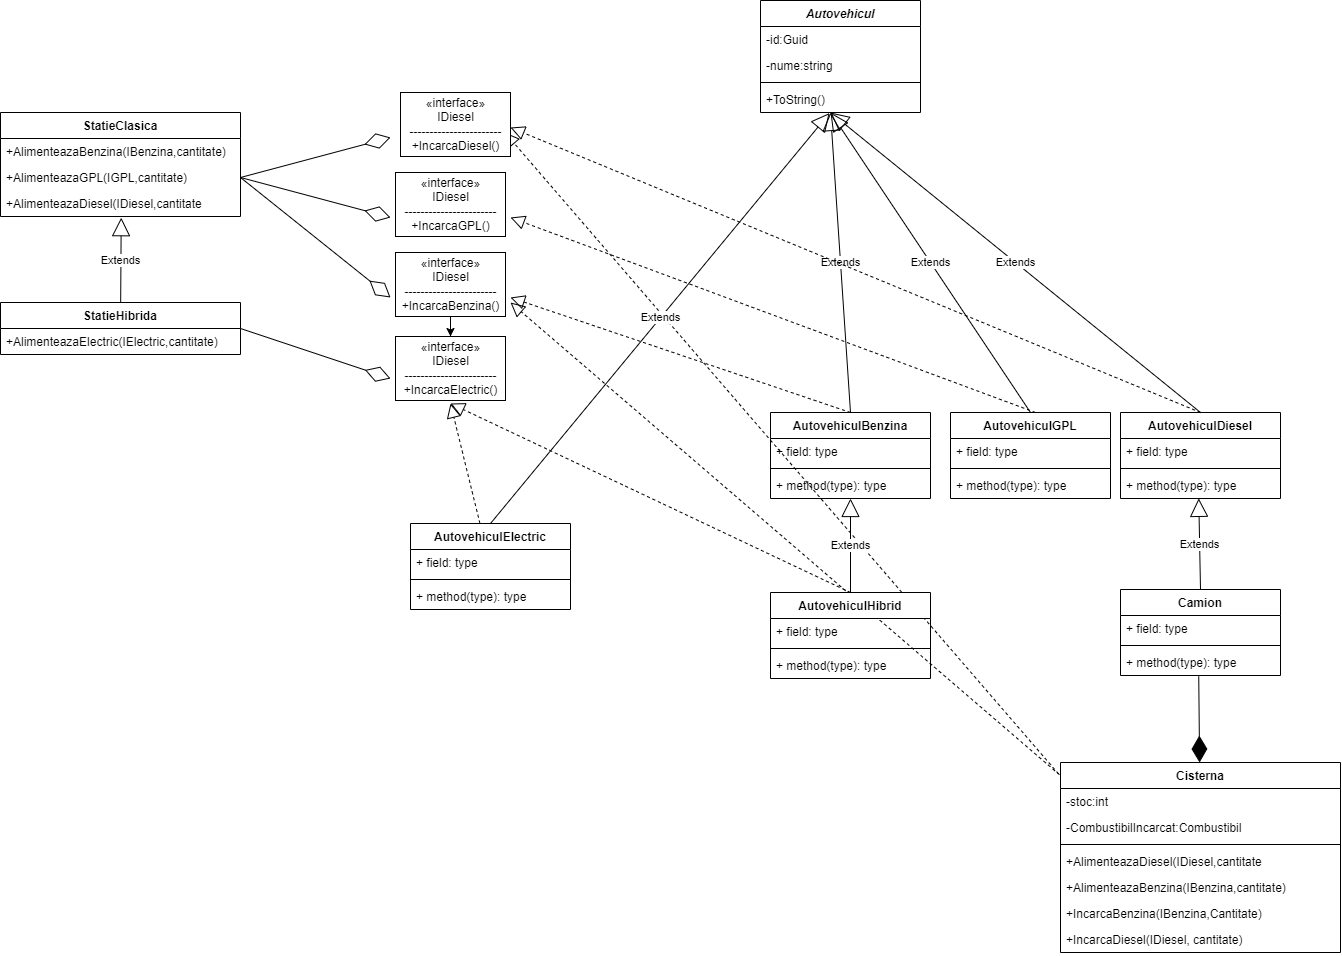 Autovehicul
-id:Guid
-nume:string
+ToString()
StatieClasica
+AlimenteazaBenzina(IBenzina,cantitate)
+AlimenteazaGPL(IGPL,cantitate)
+AlimenteazaDiesel(IDiesel,cantitate
Extends
StatieHibrida
+AlimenteazaElectric(IElectric,cantitate)
«interface»
IDiesel
-----------------------
+IncarcaDiesel()
«interface»
IDiesel
-----------------------
+IncarcaGPL()
«interface»
IDiesel
-----------------------
+IncarcaBenzina()
«interface»
IDiesel
-----------------------
+IncarcaElectric()
Extends
Extends
Extends
Extends
AutovehiculBenzina
+ field: type
+ method(type): type
AutovehiculGPL
+ field: type
+ method(type): type
AutovehiculDiesel
+ field: type
+ method(type): type
AutovehiculElectric
+ field: type
+ method(type): type
Extends
Extends
AutovehiculHibrid
+ field: type
+ method(type): type
Camion
+ field: type
+ method(type): type
Cisterna
-stoc:int
-CombustibilIncarcat:Combustibil
+AlimenteazaDiesel(IDiesel,cantitate
+AlimenteazaBenzina(IBenzina,cantitate)
+IncarcaBenzina(IBenzina,Cantitate)
+IncarcaDiesel(IDiesel, cantitate)